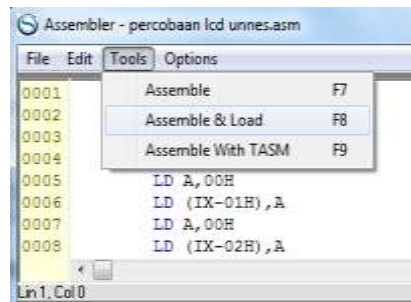 Assembler - percobaan lcd unnes.asm
File Edit Tools Options
Assemble F7
Assemble & Load F8
Assemble With TASM F9
0001
0002
0003
0004
0005 LD A,00H
0006 LD (IX-01H),A
0007 LD A,00H
0008 LD (IX-02H),A
Lin 1, Col 0